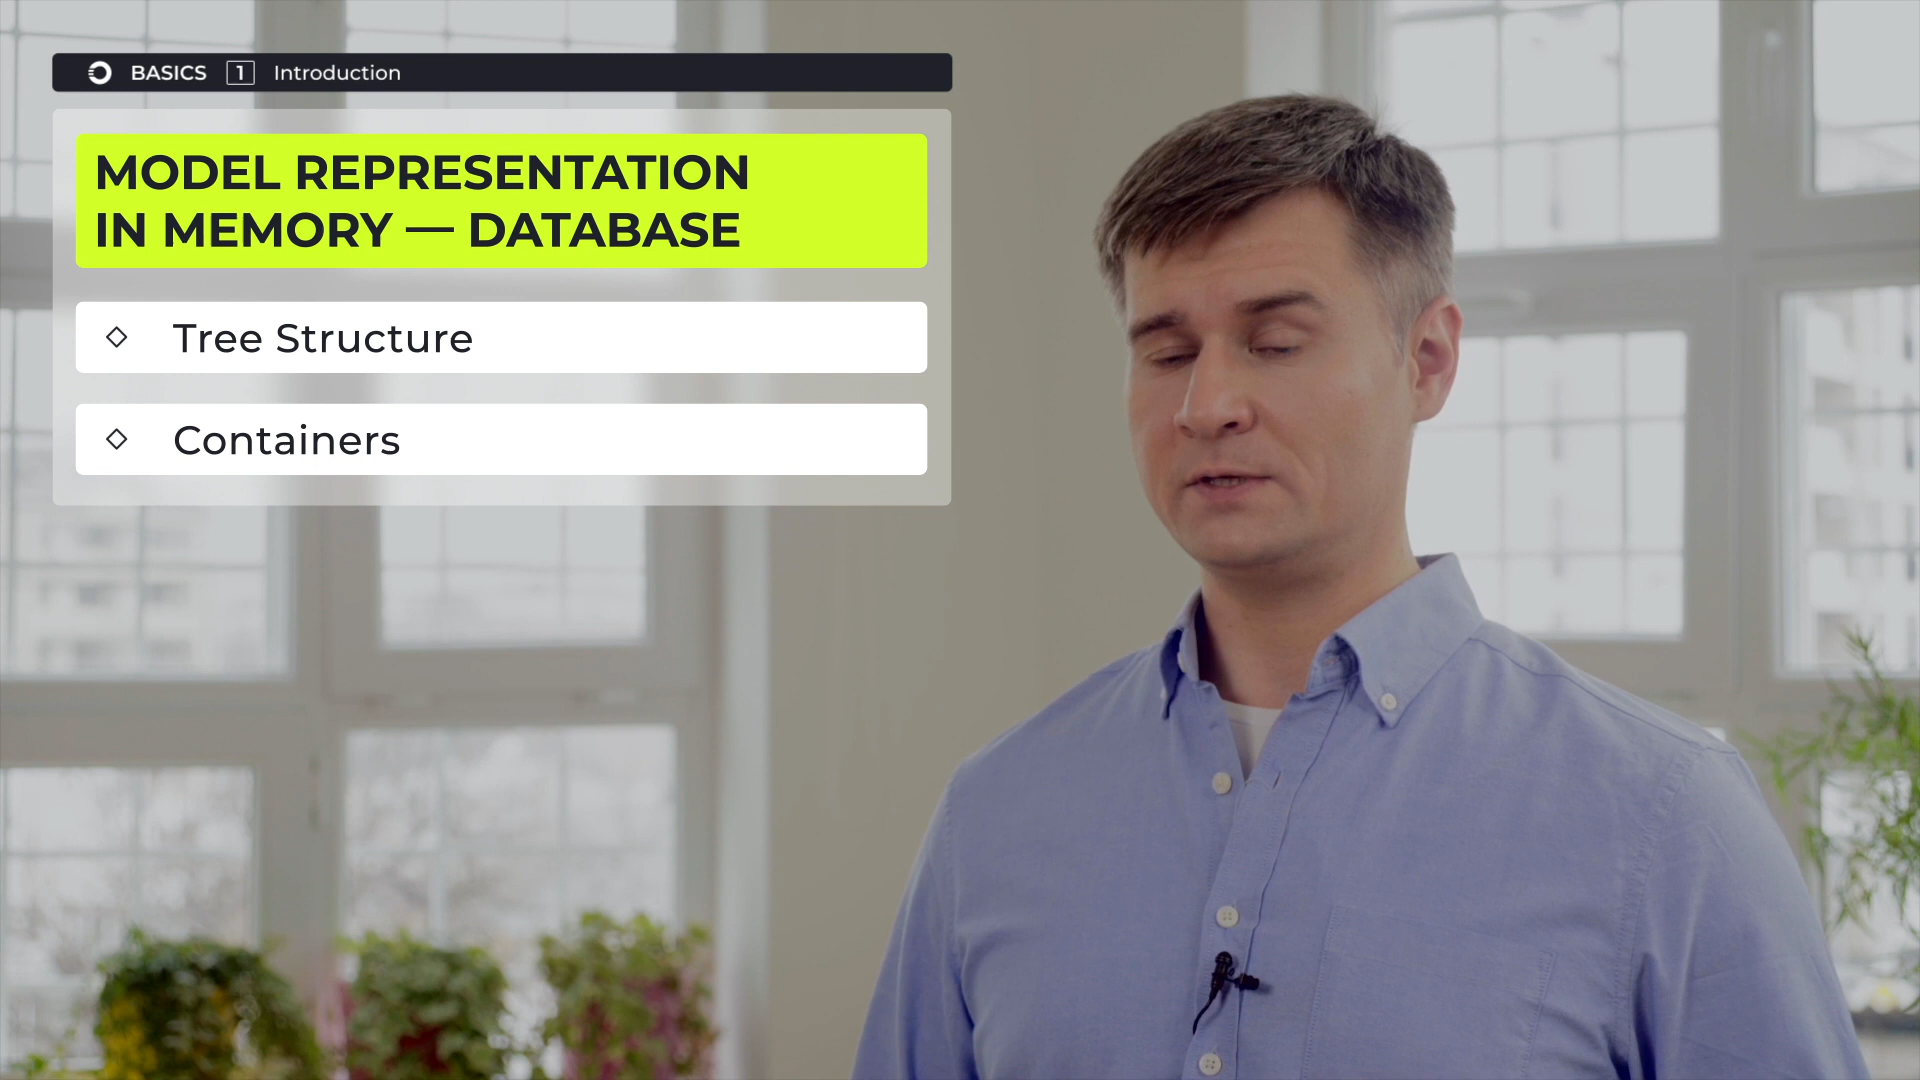 BASICS 1 Introduction
MODEL REPRESENTATION
IN MEMORY — DATABASE
Tree Structure
Containers